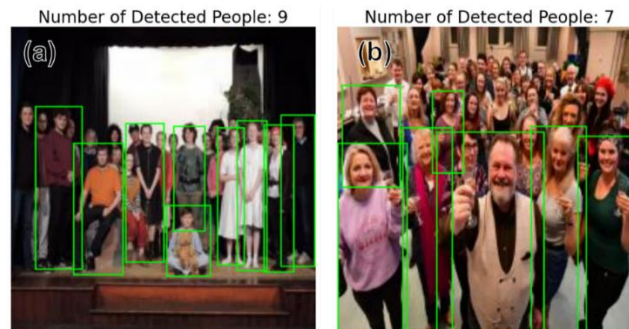 Number of Detected People: 9
Number of Detected People: 7
(a)
(b)